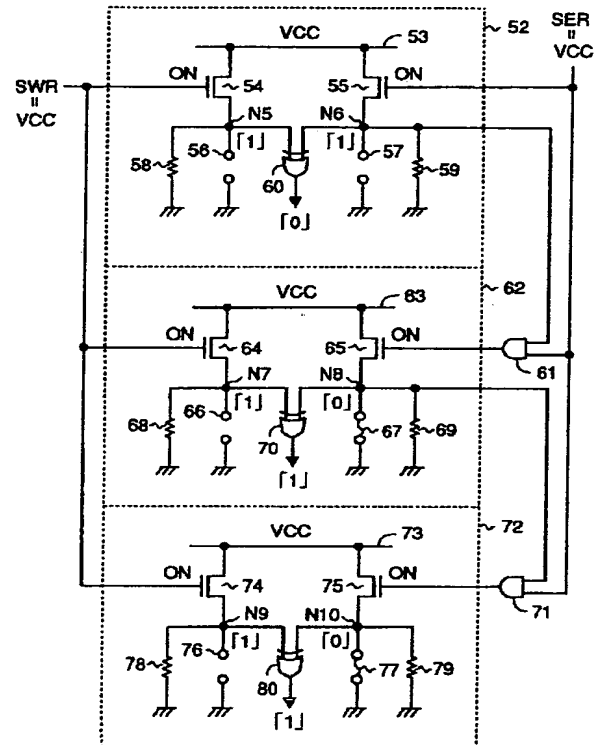 VCC
53
52
SER
॥
VCC
SWR
॥
VCC
ON
54
55
ON
N5
N6
「1」
「1」
58
56
60
57
59
「0」
VCC
63
62
ON
64
65
ON
61
N7
N8
「1」
「0」
68
66
70
67
69
「1」
VCC
73
72
ON
74
75
ON
71
N9
N10
「1」
「0」
78
76
80
77
79
「1」